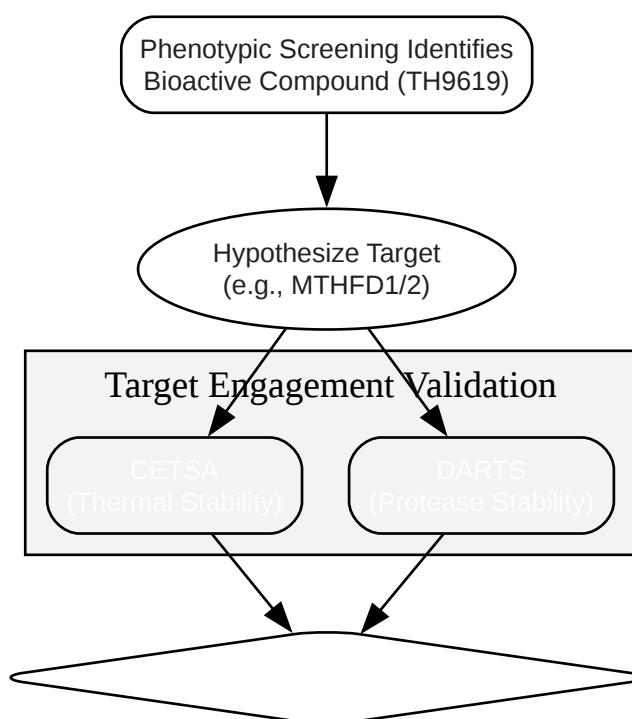 Phenotypic Screening Identifies
Bioactive Compound (TH9619)
Hypothesize Target
(e.g., MTHFD1/2)
Target Engagement Validation
CETSA
(Thermal Stability)
DARTS
(Protease Stability)